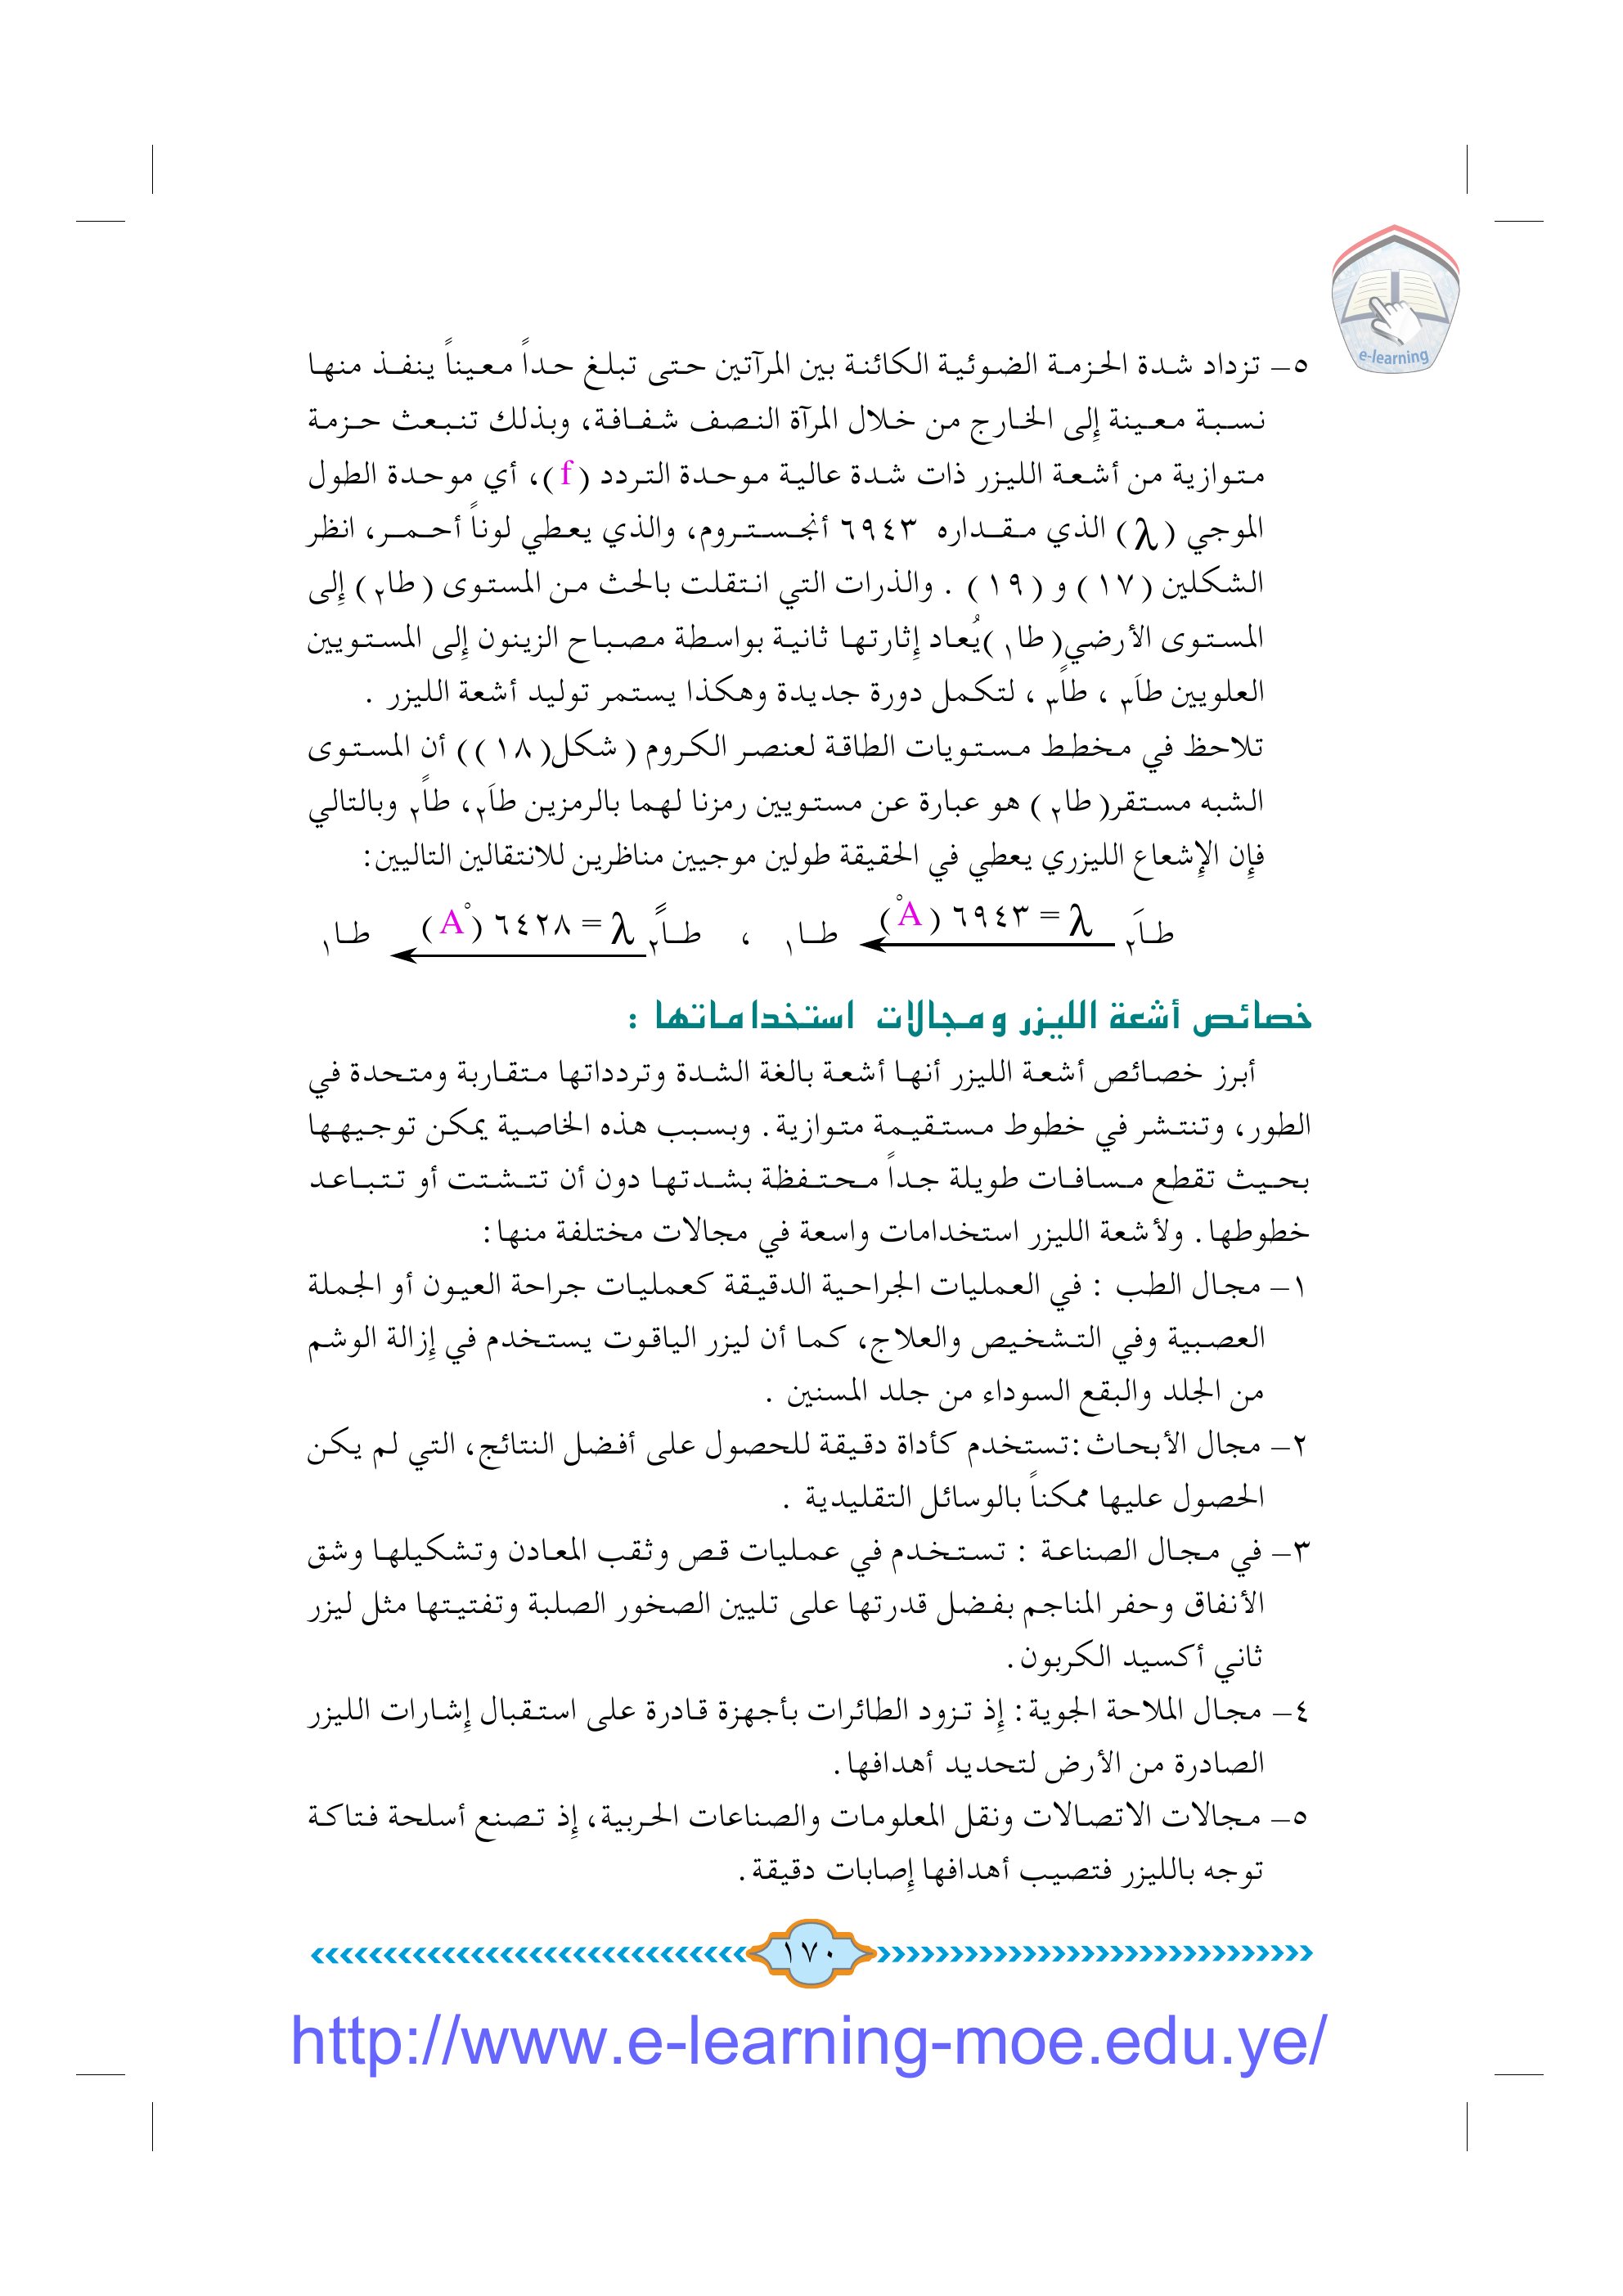 e-learning
٥– تزداد شدة الحزمة الضوئية الكائنة بين المرآتين حتى تبلغ حداً معيناً ينفذ منها
نسبة معينة إِلى الخارج من خلال المرآة النصف شفافة، وبذلك تنبعث حزمة
متوازية من أشعة الليزر ذات شدة عالية موحدة التردد ( f )، أي موحدة الطول
الموجي ( λ ) الذي مقداره ٦٩٤٣ أنجستروم، والذي يعطي لوناً أحمر، انظر
الشكلين ( ١٧ ) و ( ١٩ ) . والذرات التي انتقلت بالحث من المستوى ( طا٢ ) إِلى
المستوى الأرضي( طا١ )يُعاد إِثارتها ثانية بواسطة مصباح الزينون إِلى المستويين
العلويين طاَ٣ ، طاً٣ ، لتكمل دورة جديدة وهكذا يستمر توليد أشعة الليزر .
تلاحظ في مخطط مستويات الطاقة لعنصر الكروم ( شكل( ١٨ )) أن المستوى
الشبه مستقر( طا٢ ) هو عبارة عن مستويين رمزنا لهما بالرمزين طاَ٢، طاً٢ وبالتالي
فإِن الإِشعاع الليزري يعطي في الحقيقة طولين موجيين مناظرين للانتقالين التاليين:
طاَ٢ λ = ٦٩٤٣ ( A° ) طا١ ، طاً٢ λ = ٦٤٢٨ ( A° ) طا١
خصائص أشعة الليزر ومجالات استخداماتها :
أبرز خصائص أشعة الليزر أنها أشعة بالغة الشدة وتردداتها متقاربة ومتحدة في
الطور، وتنتشر في خطوط مستقيمة متوازية. وبسبب هذه الخاصية يمكن توجيهها
بحيث تقطع مسافات طويلة جداً محتفظة بشدتها دون أن تتشتت أو تتباعد
خطوطها. ولأشعة الليزر استخدامات واسعة في مجالات مختلفة منها:
١– مجال الطب : في العمليات الجراحية الدقيقة كعمليات جراحة العيون أو الجملة
العصبية وفي التشخيص والعلاج، كما أن ليزر الياقوت يستخدم في إِزالة الوشم
من الجلد والبقع السوداء من جلد المسنين .
٢– مجال الأبحاث:تستخدم كأداة دقيقة للحصول على أفضل النتائج، التي لم يكن
الحصول عليها ممكناً بالوسائل التقليدية .
٣– في مجال الصناعة : تستخدم في عمليات قص وثقب المعادن وتشكيلها وشق
الأنفاق وحفر المناجم بفضل قدرتها على تليين الصخور الصلبة وتفتيتها مثل ليزر
ثاني أكسيد الكربون.
٤– مجال الملاحة الجوية: إِذ تزود الطائرات بأجهزة قادرة على استقبال إِشارات الليزر
الصادرة من الأرض لتحديد أهدافها.
٥– مجالات الاتصالات ونقل المعلومات والصناعات الحربية، إِذ تصنع أسلحة فتاكة
توجه بالليزر فتصيب أهدافها إِصابات دقيقة.
١٧٠
http://www.e-learning-moe.edu.ye/